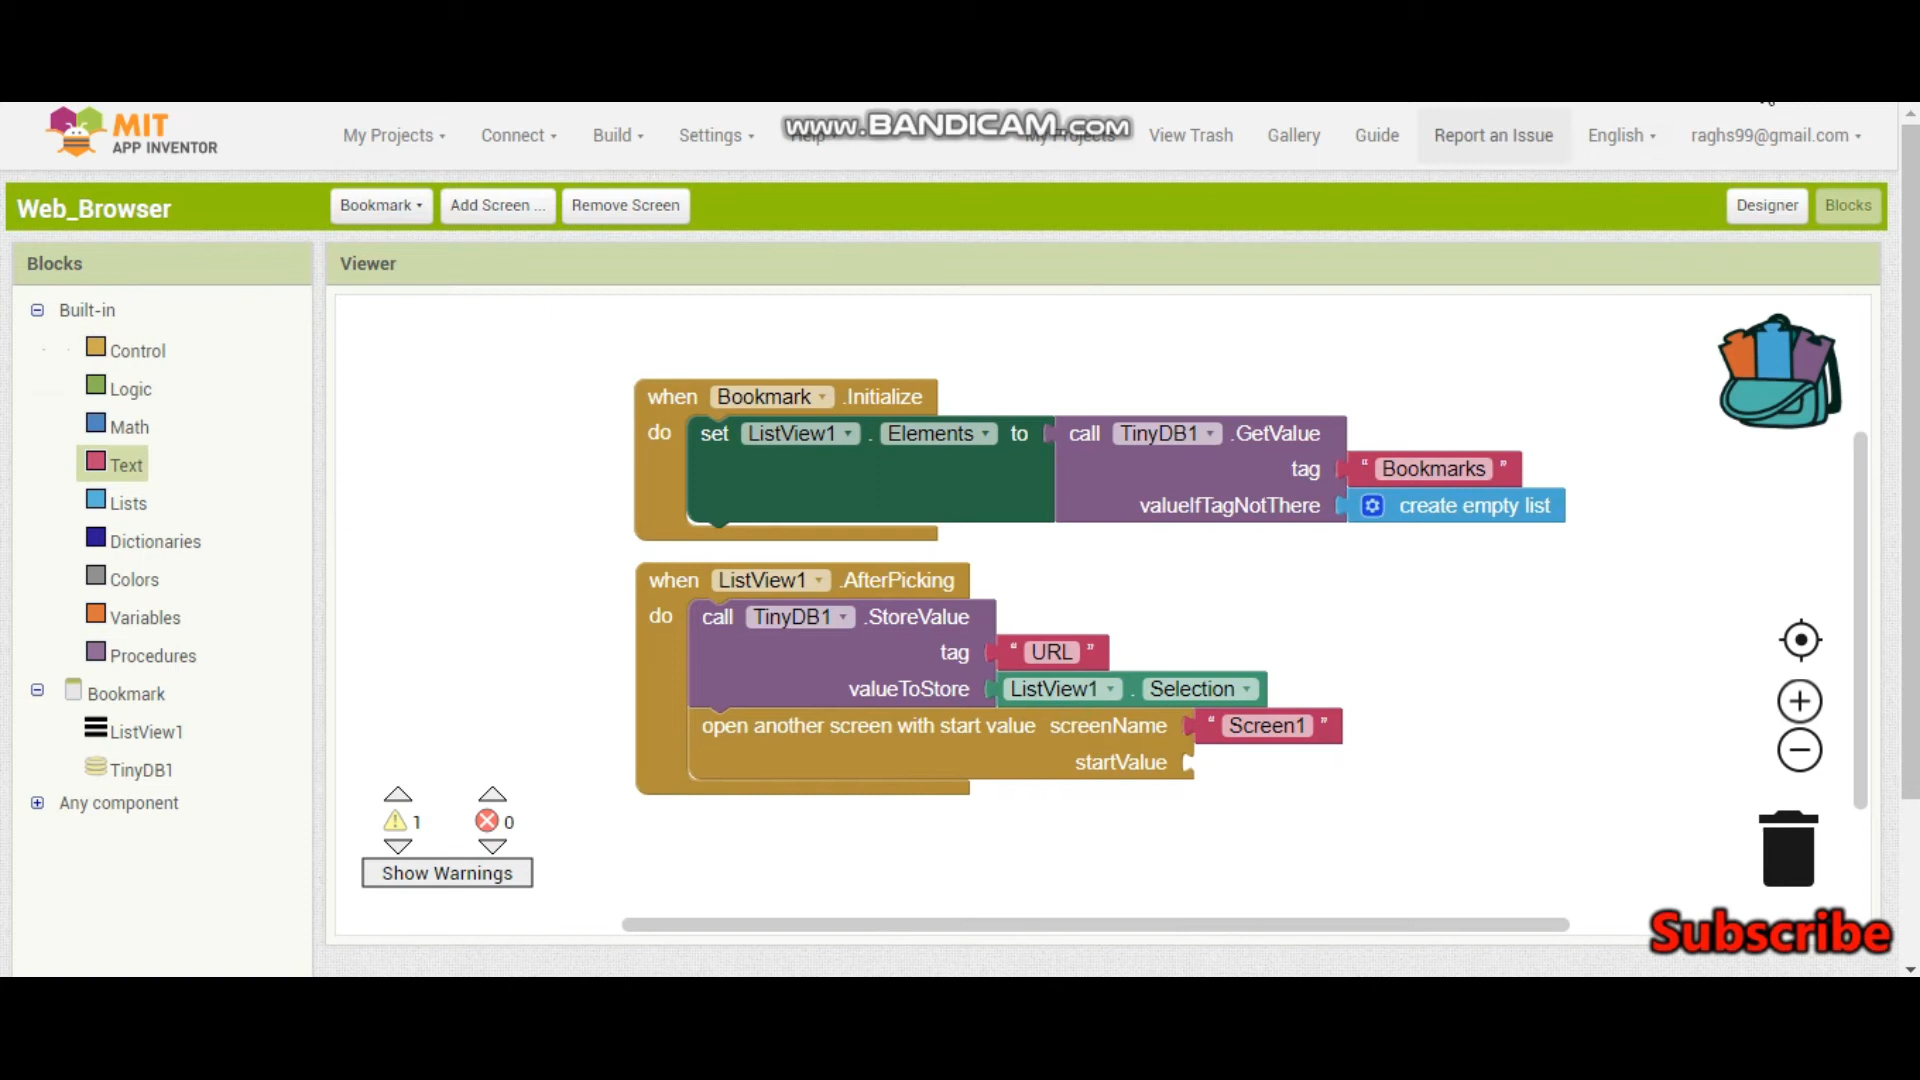 MIT
APP INVENTOR
My Projects
Connect
Build
Settings
Help
www.BANDICAM.com
My Projects
View Trash
Gallery
Guide
Report an Issue
English
raghs99@gmail.com
Web_Browser
Bookmark
Add Screen ...
Remove Screen
Designer
Blocks
Blocks
Viewer
Built-in
Control
Logic
Math
Text
Lists
Dictionaries
Colors
Variables
Procedures
Bookmark
ListView1
TinyDB1
Any component
when Bookmark .Initialize
do set ListView1 . Elements to call TinyDB1 .GetValue
tag " Bookmarks "
valueIfTagNotThere create empty list
when ListView1 .AfterPicking
do call TinyDB1 .StoreValue
tag " URL "
valueToStore ListView1 . Selection
open another screen with start value screenName " Screen1 "
startValue
1
0
Show Warnings
Subscribe